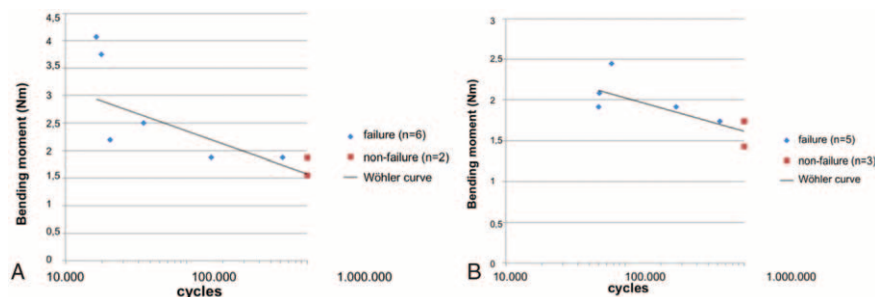 Bending moment (Nm)
4,5
4
3,5
3
2,5
2
1,5
1
0,5
0
10.000
100.000
1.000.000
cycles
failure (n=6)
non-failure (n=2)
Wöhler curve
A
Bending moment (Nm)
3
2.5
2
1.5
1
0.5
0
10.000
100.000
1.000.000
cycles
failure (n=5)
non-failure (n=3)
Wöhler curve
B